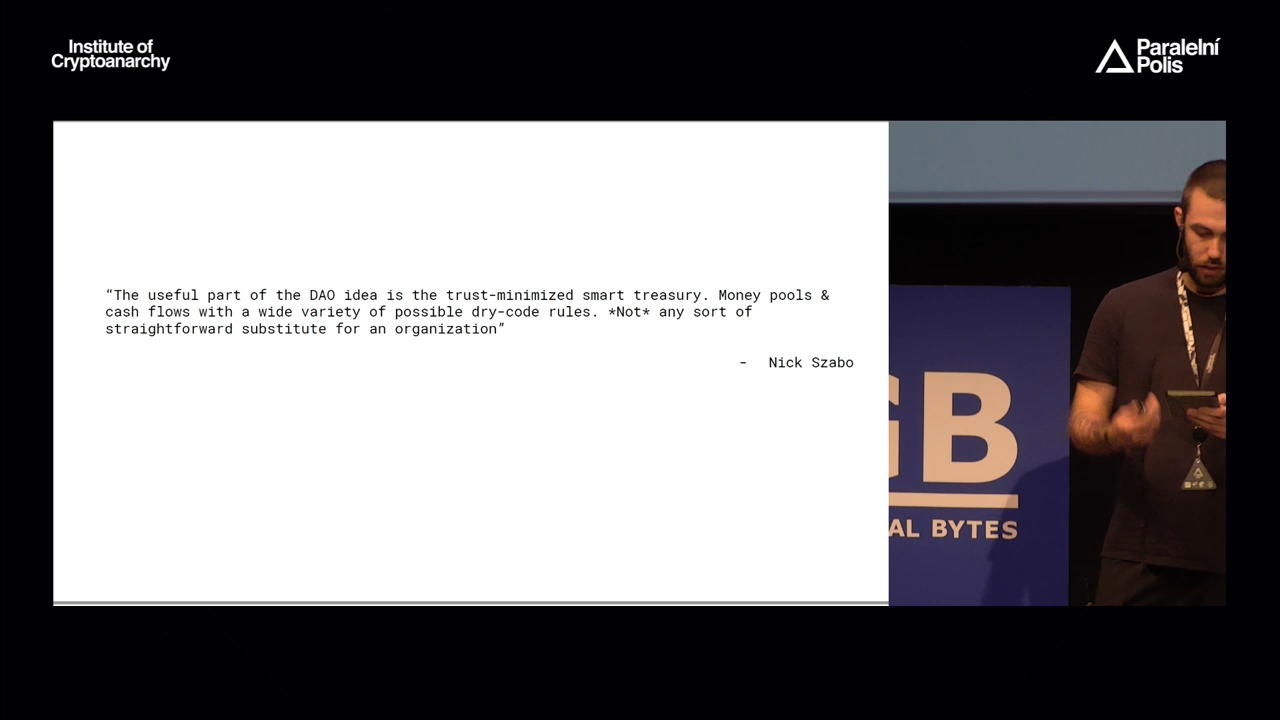 Institute of
Cryptoanarchy
Paralelní
Polis
“The useful part of the DAO idea is the trust-minimized smart treasury. Money pools &
cash flows with a wide variety of possible dry-code rules. *Not* any sort of
straightforward substitute for an organization”
- Nick Szabo
GB
AL BYTES